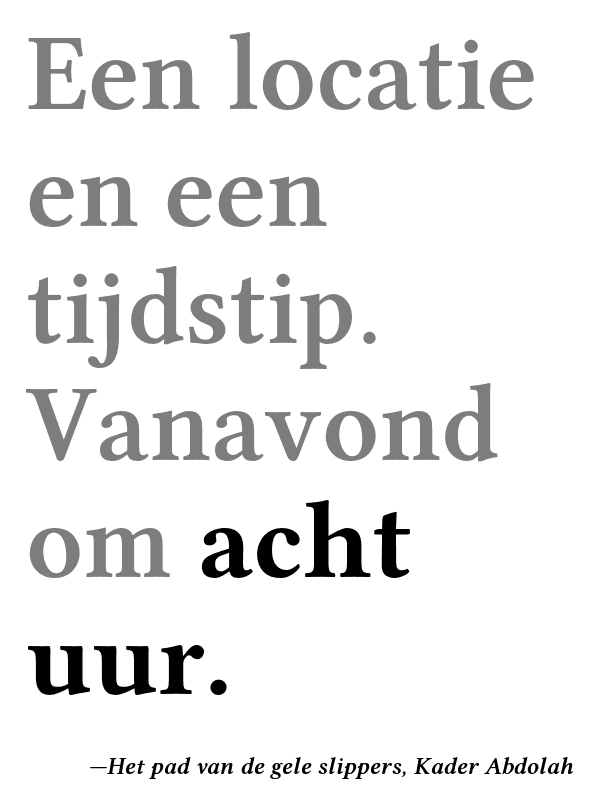 Een locatie
en een
tijdstip.
Vanavond
om acht
uur.
—Het pad van de gele slippers, Kader Abdolah